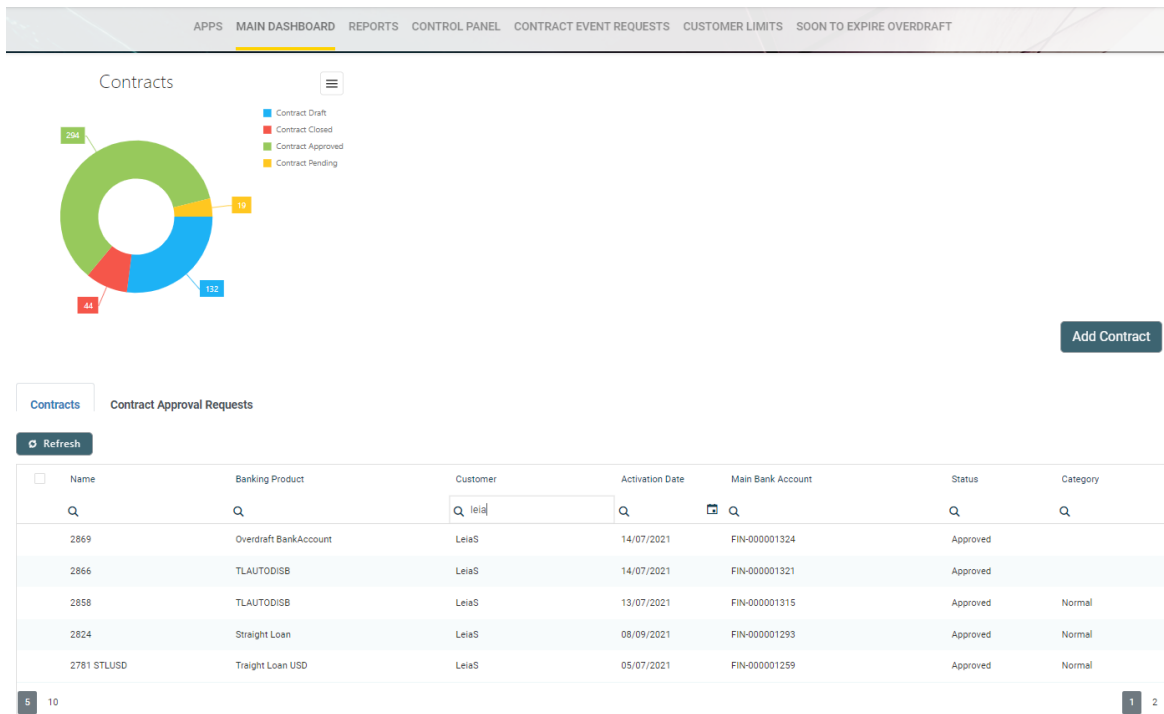 APPS MAIN DASHBOARD REPORTS CONTROL PANEL CONTRACT EVENT REQUESTS CUSTOMER LIMITS SOON TO EXPIRE OVERDRAFT
Contracts
Contract Draft
Contract Closed
Contract Approved
Contract Pending
294
19
132
44
Add Contract
Contracts Contract Approval Requests
Refresh
Name Banking Product Customer Activation Date Main Bank Account Status Category
leia
2869 Overdraft BankAccount LeiaS 14/07/2021 FIN-000001324 Approved
2866 TLAUTODISB LeiaS 14/07/2021 FIN-000001321 Approved
2858 TLAUTODISB LeiaS 13/07/2021 FIN-000001315 Approved Normal
2824 Straight Loan LeiaS 08/09/2021 FIN-000001293 Approved Normal
2781 STLUSD Traight Loan USD LeiaS 05/07/2021 FIN-000001259 Approved Normal
5 10 1 2